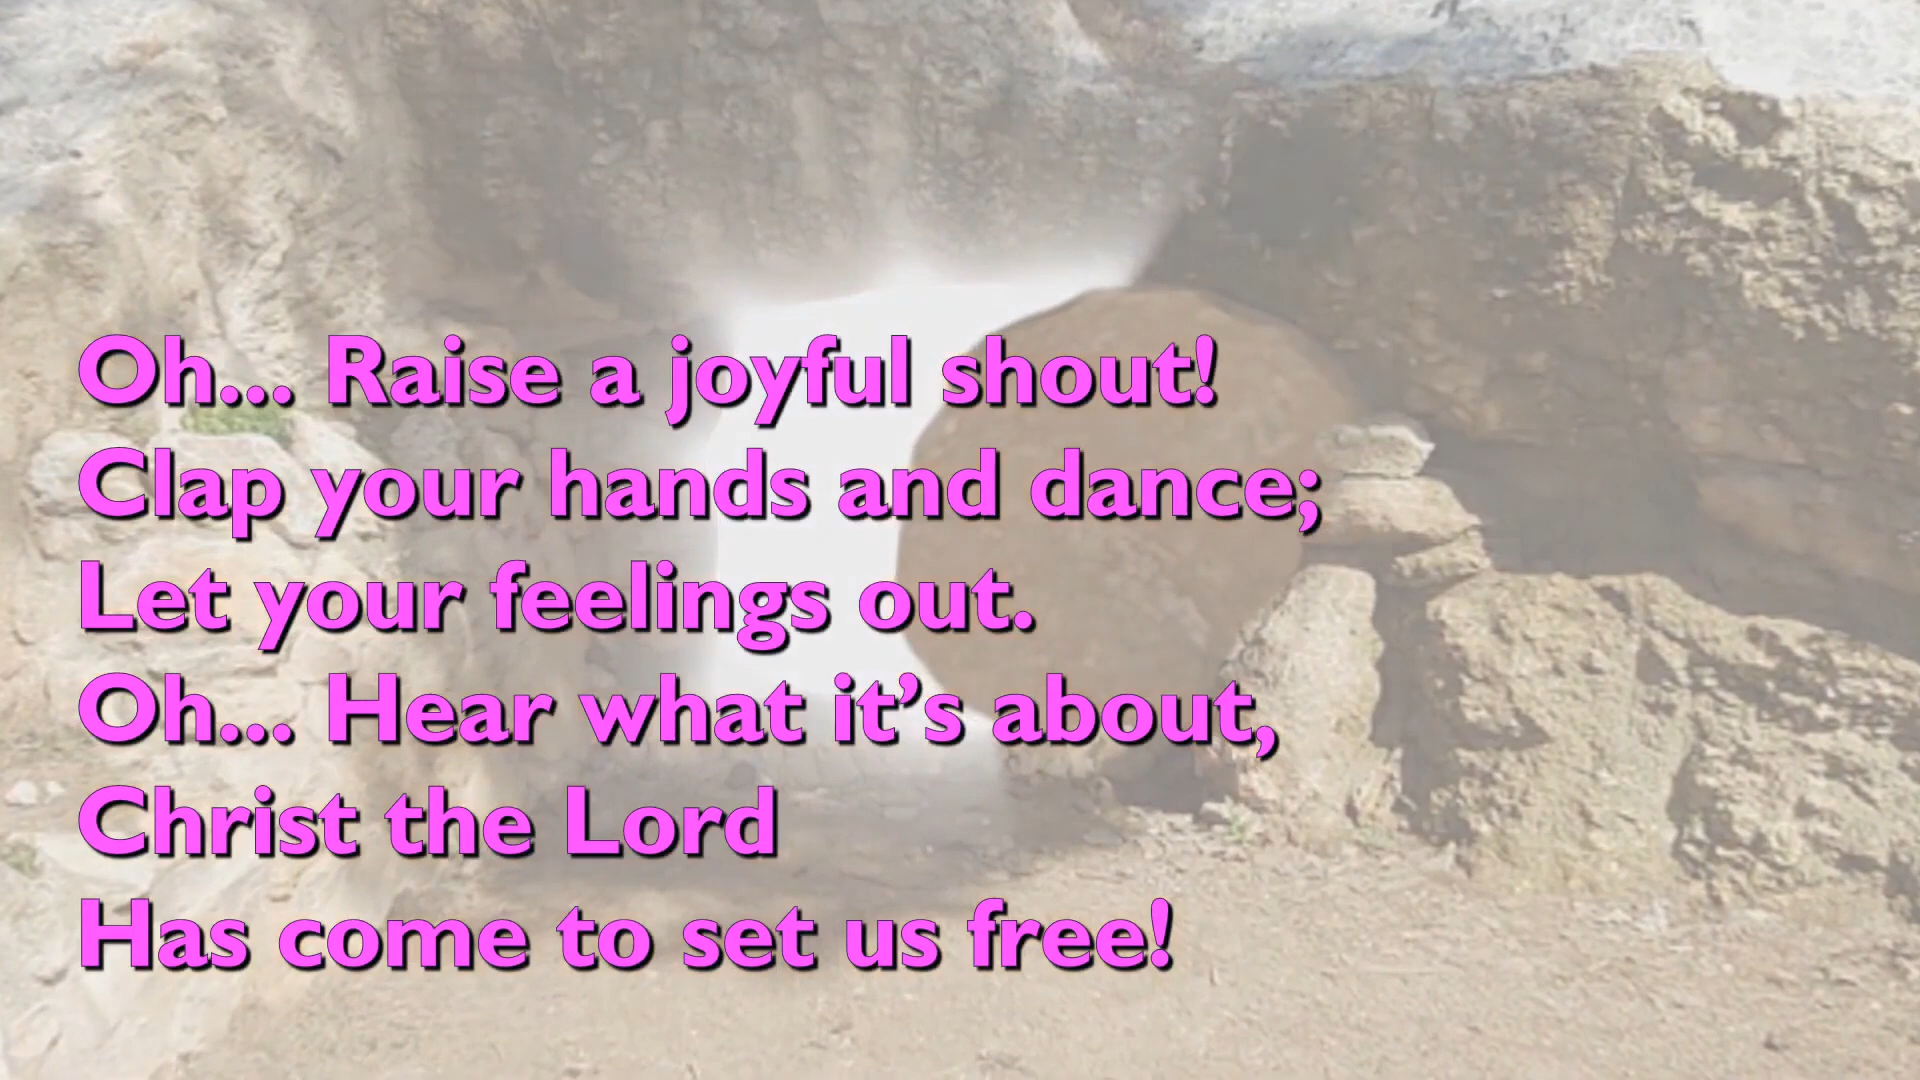 Oh... Raise a joyful shout!
Clap your hands and dance;
Let your feelings out.
Oh... Hear what it’s about,
Christ the Lord
Has come to set us free!